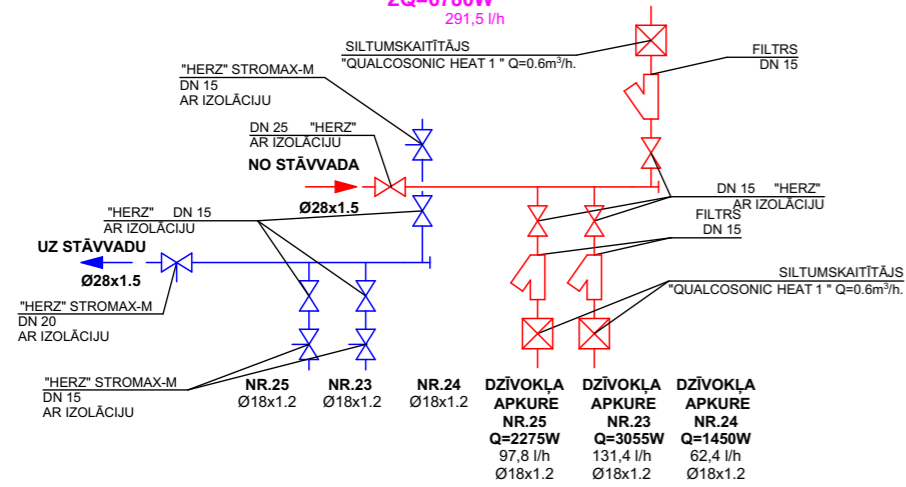 ZQ=6780W
291,5 l/h
SILTUMSKAITĪTĀJS
"QUALCOSONIC HEAT 1 " Q=0.6m³/h.
FILTRS
DN 15
"HERZ" STROMAX-M
DN 15
AR IZOLĀCIJU
DN 25 "HERZ"
AR IZOLĀCIJU
NO STĀVVADA
Ø28x1.5
DN 15 "HERZ"
AR IZOLĀCIJU
"HERZ" DN 15
AR IZOLĀCIJU
FILTRS
DN 15
UZ STĀVVADU
Ø28x1.5
SILTUMSKAITĪTĀJS
"QUALCOSONIC HEAT 1 " Q=0.6m³/h.
"HERZ" STROMAX-M
DN 20
AR IZOLĀCIJU
"HERZ" STROMAX-M
DN 15
AR IZOLĀCIJU
NR.25
Ø18x1.2
NR.23
Ø18x1.2
NR.24
Ø18x1.2
DZĪVOKĻA
APKURE
NR.25
Q=2275W
97,8 l/h
Ø18x1.2
DZĪVOKĻA
APKURE
NR.23
Q=3055W
131,4 l/h
Ø18x1.2
DZĪVOKĻA
APKURE
NR.24
Q=1450W
62,4 l/h
Ø18x1.2